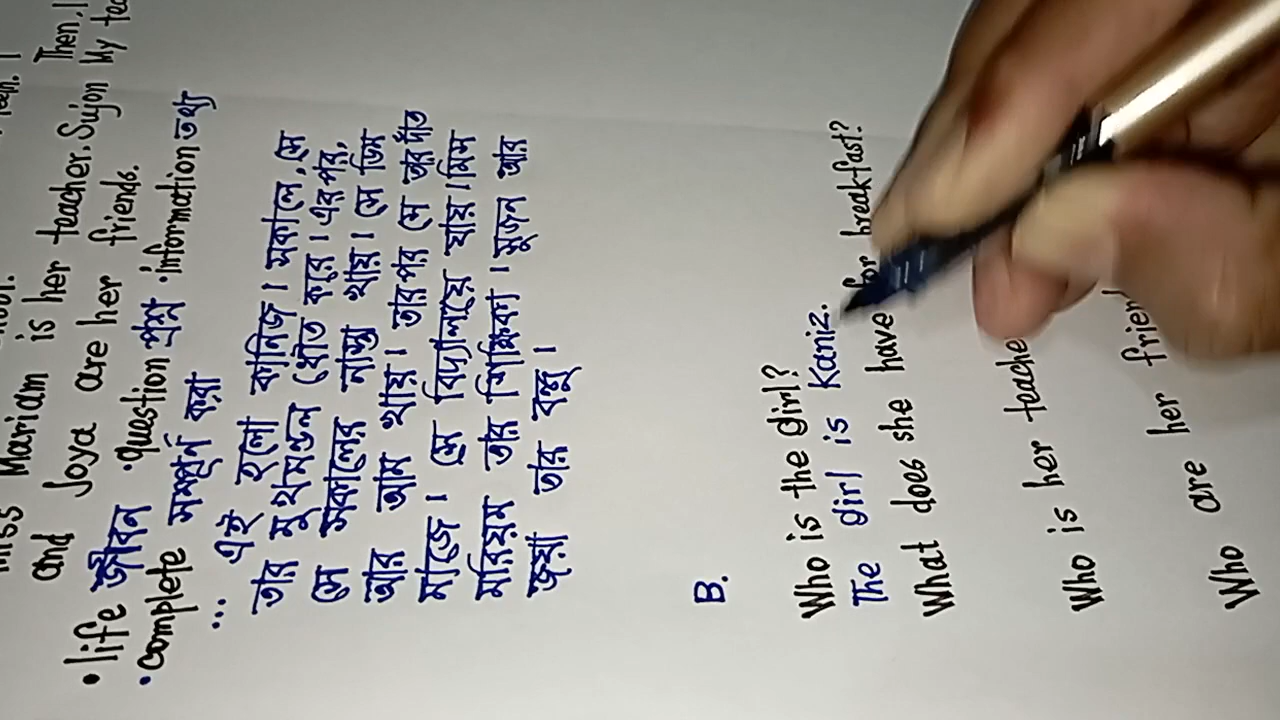 Miss Mariam is her teacher. Sujon
and Joya are her friends. My tea
• life জীবন • question প্রশ্ন • information তথ্য
• complete সম্পূর্ন করা
... এই হলো কানিজ। সকালে, সে
তার মুখমন্ডল ধৌত করে। এরপর,
সে সকালের নাস্তা খায়। সে ডিম
আর আম খায়। তারপর সে তার দাঁত
মাজে। সে বিদ্যালয়ে যায়। মিস
মরিয়ম তার শিক্ষিকা। সুজন আর
জয়া তার বন্ধু।
B.
Who is the girl?
The girl is Kaniz.
What does she have for breakfast?
Who is her teache
Who are her frien